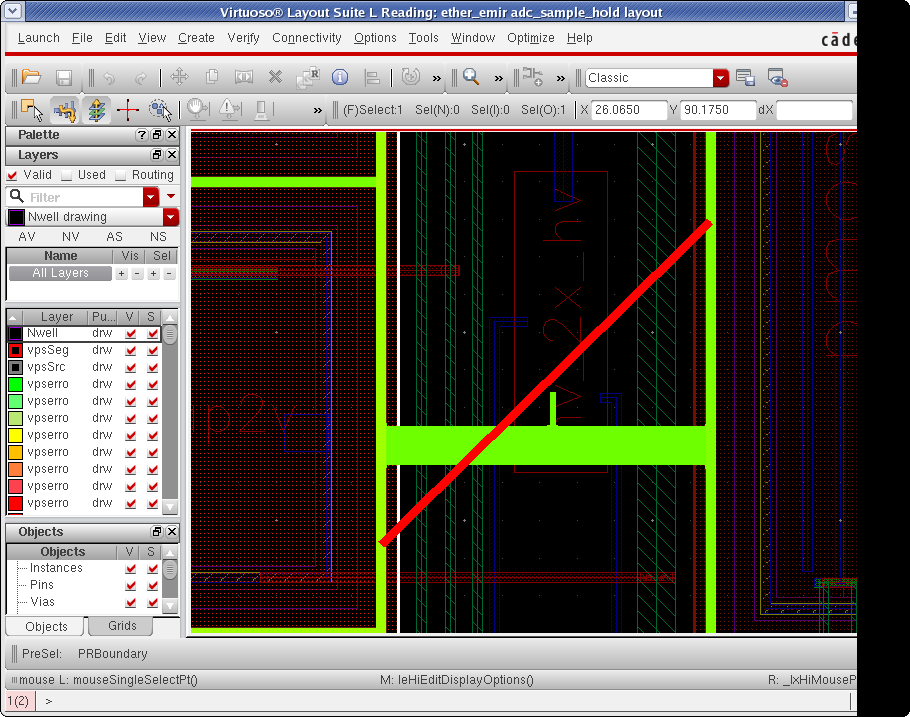 Virtuoso® Layout Suite L Reading: ether_emir adc_sample_hold layout
Launch File Edit View Create Verify Connectivity Options Tools Window Optimize Help
cāde
Classic
(F)Select:1 Sel(N):0 Sel(I):0 Sel(O):1 X 26.0650 Y 90.1750 dX
Palette
Layers
Valid Used Routing
Filter
Nwell drawing
AV NV AS NS
Name Vis Sel
All Layers + - + -
Layer Pu... V S
Nwell drw
vpsSeg drw
vpsSrc drw
vpserro drw
vpserro drw
vpserro drw
vpserro drw
vpserro drw
vpserro drw
vpserro drw
vpserro drw
Objects
Objects V S
Instances
Pins
Vias
Objects Grids
p2v
PreSel: PRBoundary
mouse L: mouseSingleSelectPt() M: leHiEditDisplayOptions() R: _lxHiMouseP
1(2) >